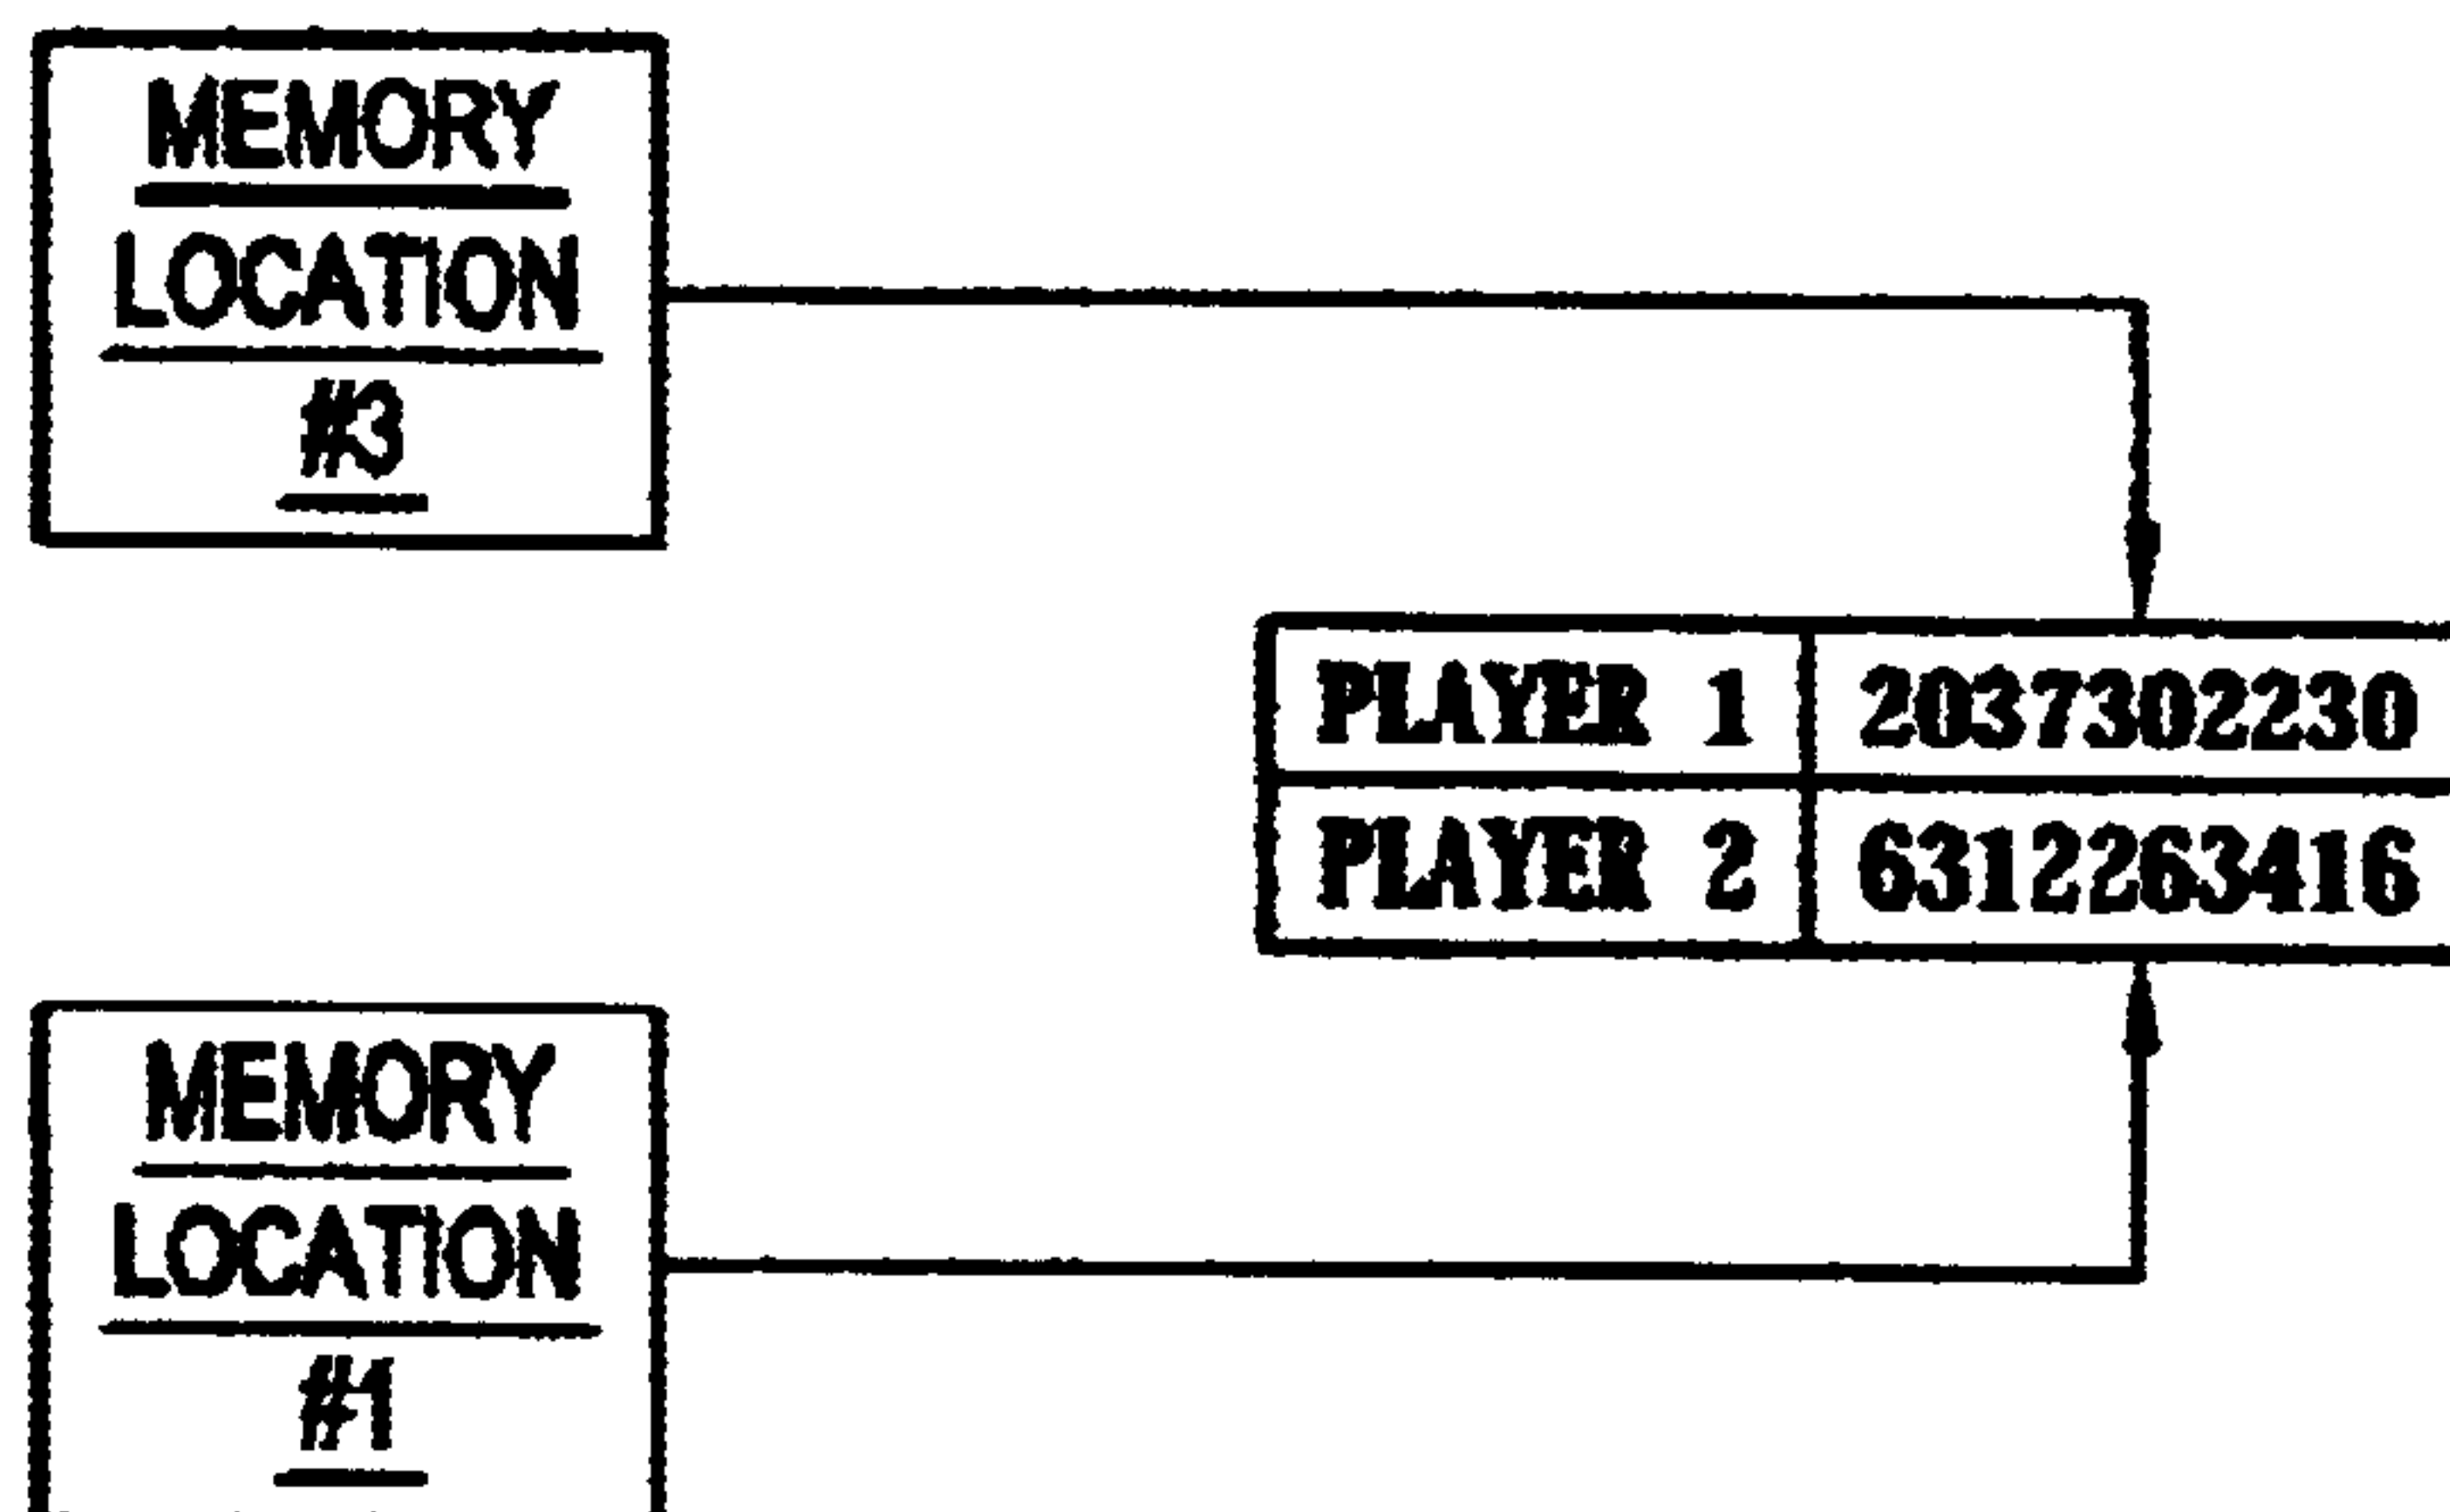 MEMORY
LOCATION
#3
PLAYER 1 2037302230
PLAYER 2 6312263416
MEMORY
LOCATION
#1